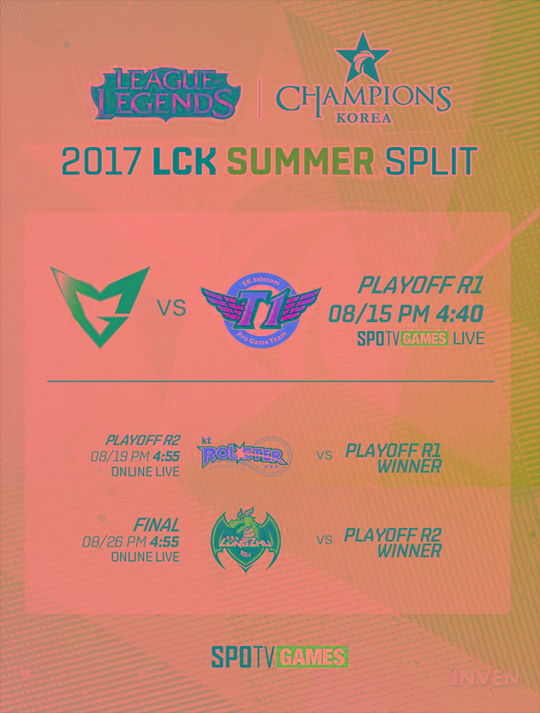 LEAGUE OF
LEGENDS
CHAMPIONS
KOREA
2017 LCK SUMMER SPLIT
SK telecom
T1
Pro Game Team
VS
PLAYOFF R1
08/15 PM 4:40
SPOTV GAMES LIVE
PLAYOFF R2
08/19 PM 4:55
ONLINE LIVE
kt
ROLSTER
VS
PLAYOFF R1
WINNER
FINAL
08/26 PM 4:55
ONLINE LIVE
LONGZHU
VS
PLAYOFF R2
WINNER
SPOTV GAMES
INVEN